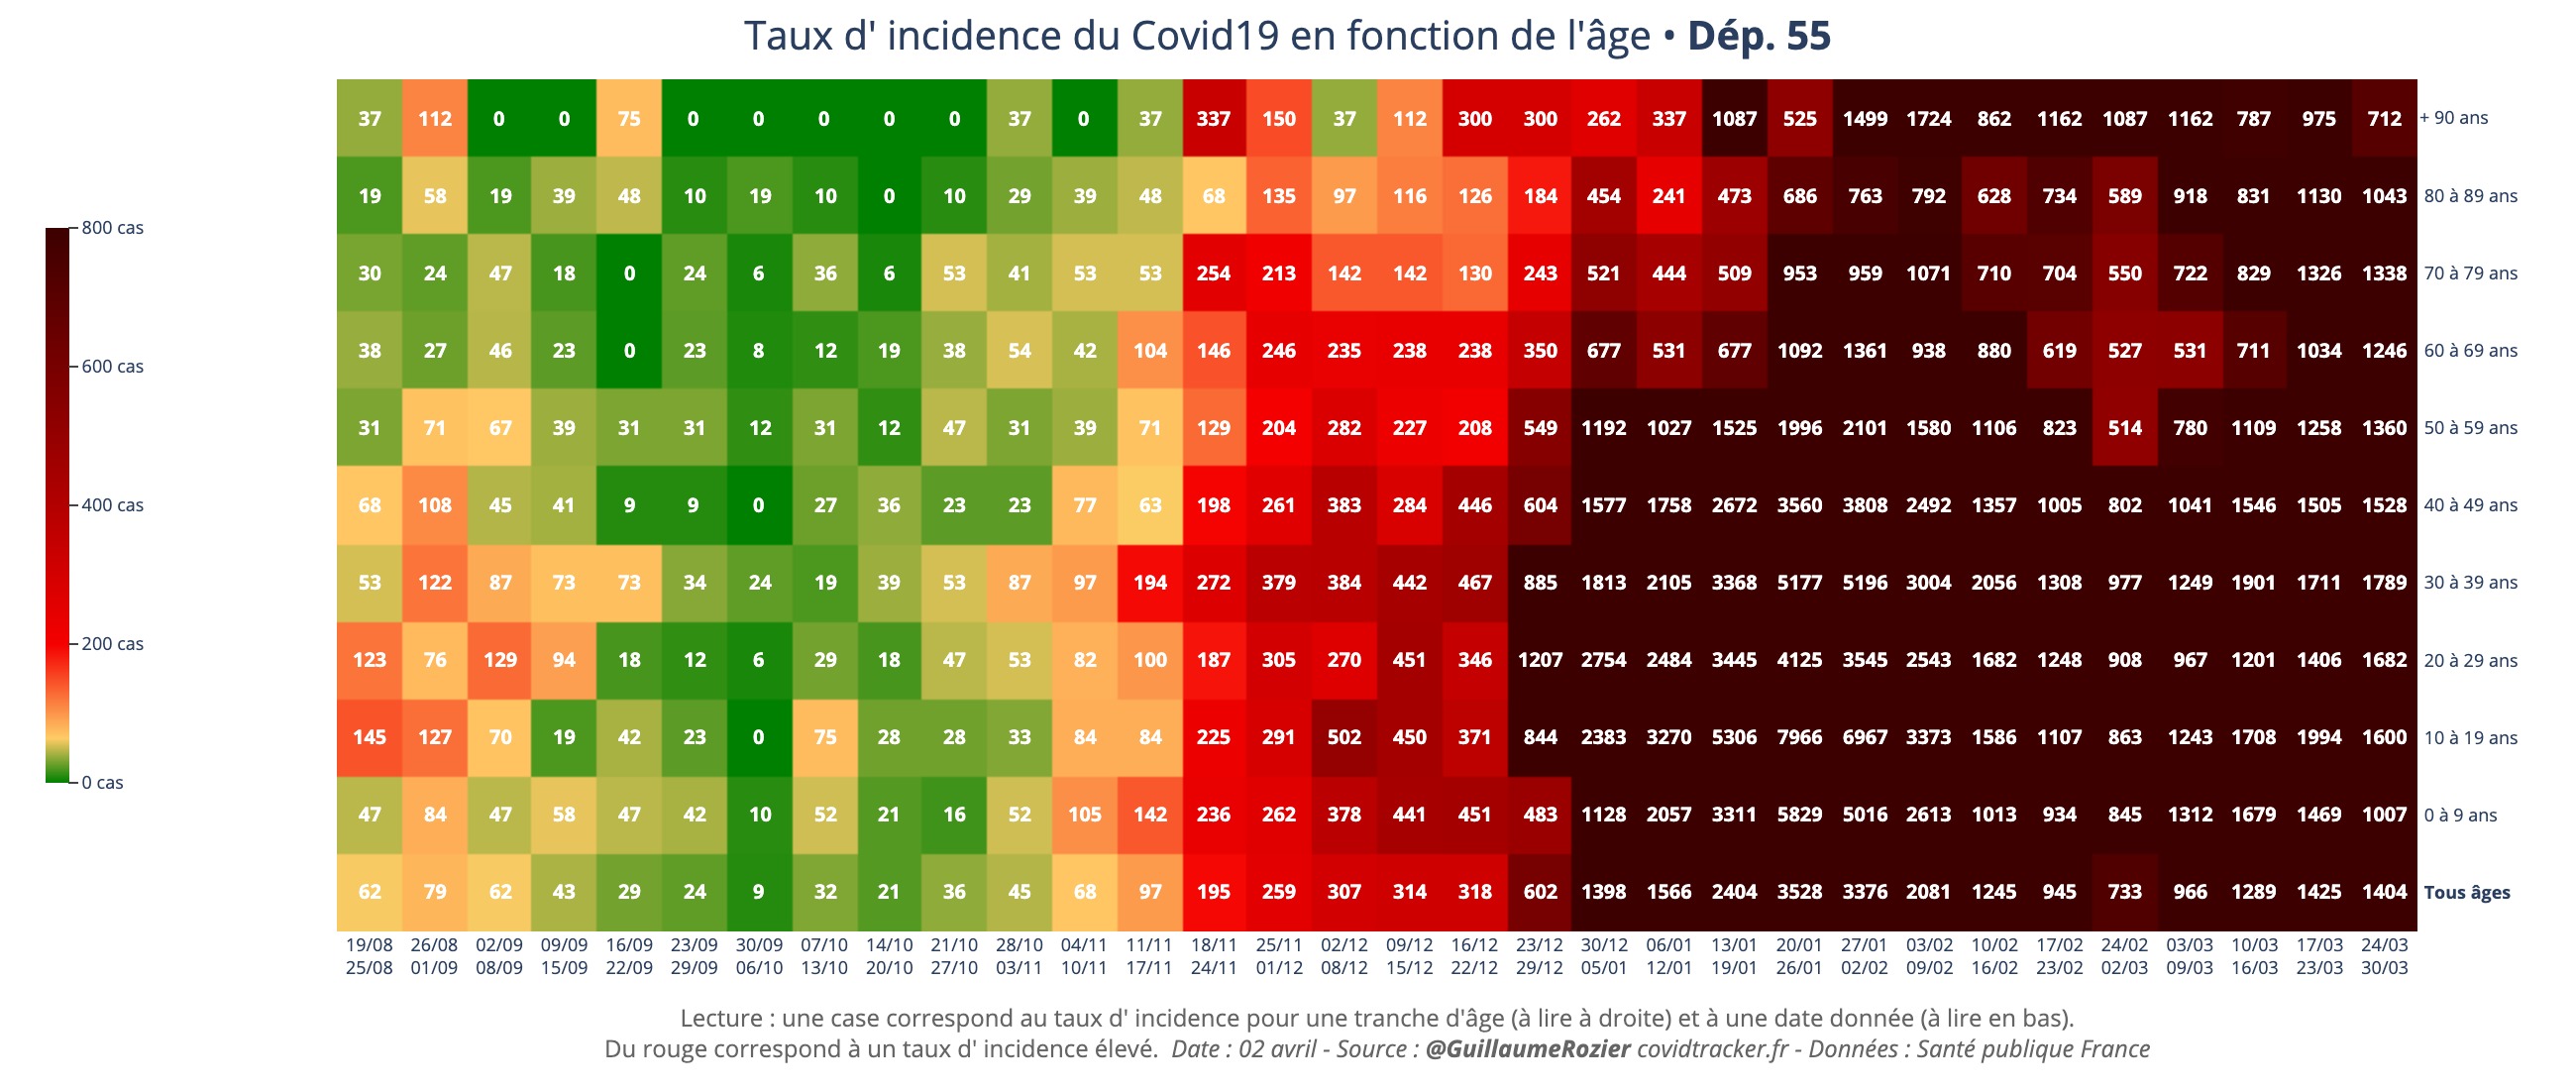 Taux d' incidence du Covid19 en fonction de l'âge • Dép. 55
37 112 0 0 75 0 0 0 0 0 37 0 37 337 150 37 112 300 300 262 337 1087 525 1499 1724 862 1162 1087 1162 787 975 712 + 90 ans
19 58 19 39 48 10 19 10 0 10 29 39 48 68 135 97 116 126 184 454 241 473 686 763 792 628 734 589 918 831 1130 1043 80 à 89 ans
800 cas
30 24 47 18 0 24 6 36 6 53 41 53 53 254 213 142 142 130 243 521 444 509 953 959 1071 710 704 550 722 829 1326 1338 70 à 79 ans
38 27 46 23 0 23 8 12 19 38 54 42 104 146 246 235 238 238 350 677 531 677 1092 1361 938 880 619 527 531 711 1034 1246 60 à 69 ans
600 cas
31 71 67 39 31 31 12 31 12 47 31 39 71 129 204 282 227 208 549 1192 1027 1525 1996 2101 1580 1106 823 514 780 1109 1258 1360 50 à 59 ans
400 cas
68 108 45 41 9 9 0 27 36 23 23 77 63 198 261 383 284 446 604 1577 1758 2672 3560 3808 2492 1357 1005 802 1041 1546 1505 1528 40 à 49 ans
53 122 87 73 73 34 24 19 39 53 87 97 194 272 379 384 442 467 885 1813 2105 3368 5177 5196 3004 2056 1308 977 1249 1901 1711 1789 30 à 39 ans
200 cas
123 76 129 94 18 12 6 29 18 47 53 82 100 187 305 270 451 346 1207 2754 2484 3445 4125 3545 2543 1682 1248 908 967 1201 1406 1682 20 à 29 ans
145 127 70 19 42 23 0 75 28 28 33 84 84 225 291 502 450 371 844 2383 3270 5306 7966 6967 3373 1586 1107 863 1243 1708 1994 1600 10 à 19 ans
0 cas
47 84 47 58 47 42 10 52 21 16 52 105 142 236 262 378 441 451 483 1128 2057 3311 5829 5016 2613 1013 934 845 1312 1679 1469 1007 0 à 9 ans
62 79 62 43 29 24 9 32 21 36 45 68 97 195 259 307 314 318 602 1398 1566 2404 3528 3376 2081 1245 945 733 966 1289 1425 1404 Tous âges
19/08 26/08 02/09 09/09 16/09 23/09 30/09 07/10 14/10 21/10 28/10 04/11 11/11 18/11 25/11 02/12 09/12 16/12 23/12 30/12 06/01 13/01 20/01 27/01 03/02 10/02 17/02 24/02 03/03 10/03 17/03 24/03
25/08 01/09 08/09 15/09 22/09 29/09 06/10 13/10 20/10 27/10 03/11 10/11 17/11 24/11 01/12 08/12 15/12 22/12 29/12 05/01 12/01 19/01 26/01 02/02 09/02 16/02 23/02 02/03 09/03 16/03 23/03 30/03
Lecture : une case correspond au taux d' incidence pour une tranche d'âge (à lire à droite) et à une date donnée (à lire en bas).
Du rouge correspond à un taux d' incidence élevé. Date : 02 avril - Source : @GuillaumeRozier covidtracker.fr - Données : Santé publique France